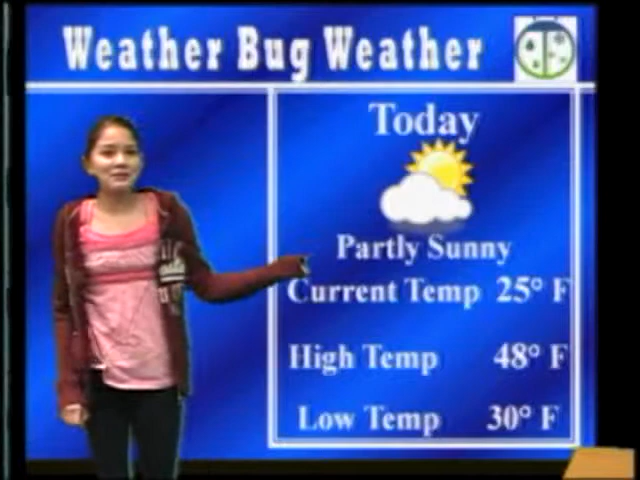 Weather Bug Weather
Today
Partly Sunny
Current Temp 25° F
High Temp 48° F
Low Temp 30° F